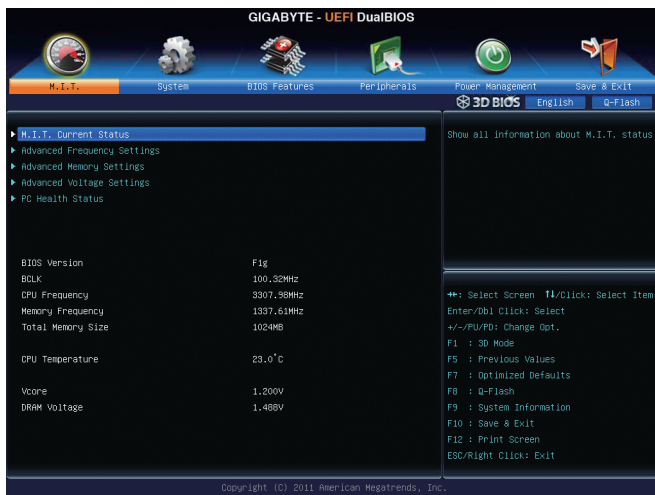 GIGABYTE - UEFI DualBIOS
M.I.T. System BIOS Features Peripherals Power Management Save & Exit
3D BIOS English Q-Flash
M.I.T. Current Status
Advanced Frequency Settings
Advanced Memory Settings
Advanced Voltage Settings
PC Health Status
Show all information about M.I.T. status
BIOS Version F1g
BCLK 100.32MHz
CPU Frequency 3307.98MHz
Memory Frequency 1337.61MHz
Total Memory Size 1024MB
CPU Temperature 23.0°C
Vcore 1.200V
DRAM Voltage 1.488V
→←: Select Screen ↑↓/Click: Select Item
Enter/Dbl Click: Select
+/-/PU/PD: Change Opt.
F1 : 3D Mode
F5 : Previous Values
F7 : Optimized Defaults
F8 : Q-Flash
F9 : System Information
F10 : Save & Exit
F12 : Print Screen
ESC/Right Click: Exit
Copyright (C) 2011 American Megatrends, Inc.